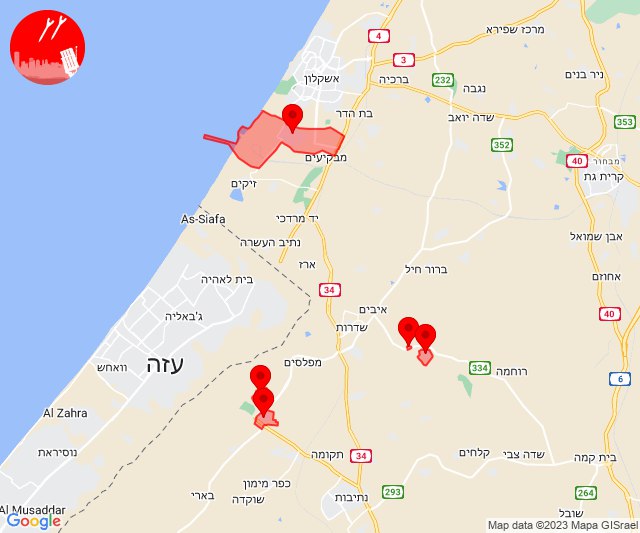 מרכז שפירא
4
3
אשקלון
ניר בנים
ברכיה
232
נגבה
בת הדר
353
שדה יואב
352
מבקיעים
40
מבחור
קרית גת
זיקים
As-Siafa
יד מרדכי
אבן שמואל
נתיב העשרה
ארז
ברור חיל
בית לאהיה
אחוזם
34
ג'באליה
איבים
40
שדרות
עזה
וואחש
מפלסים
334
רוחמה
6
Al Zahra
נוסיראת
תקומה
34
קלחים
שדה צבי
בית קמה
כפר מימון
בארי
שוקדה
נתיבות
293
264
שובל
Al Musaddar
Google
Map data ©2023 Mapa GISrael